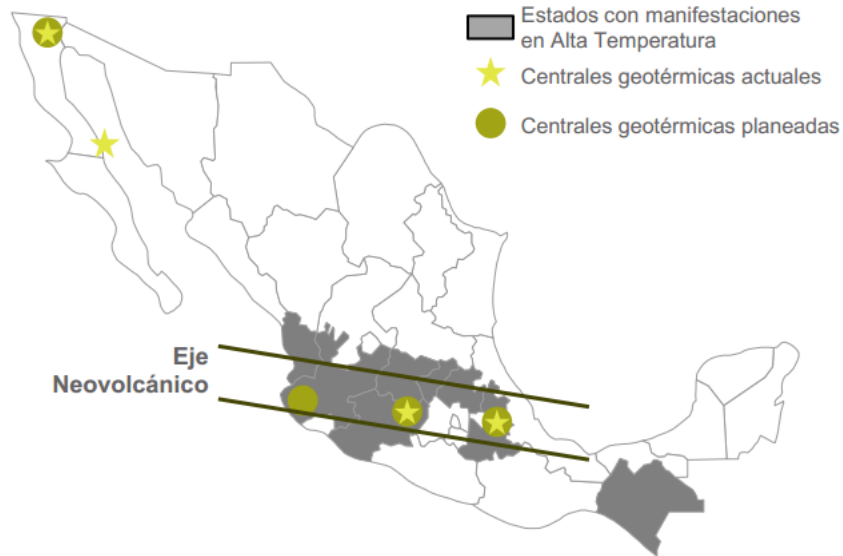 Estados con manifestaciones
en Alta Temperatura
Centrales geotérmicas actuales
Centrales geotérmicas planeadas
Eje
Neovolcánico